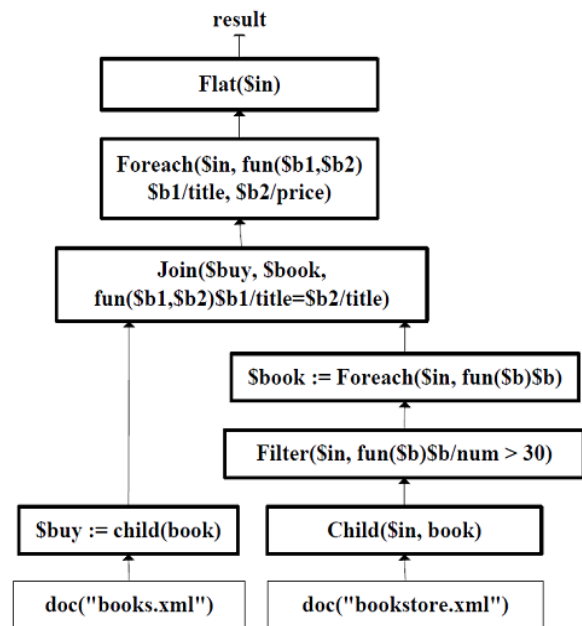 result
Flat($in)
Foreach($in, fun($b1,$b2)
$b1/title, $b2/price)
Join($buy, $book,
fun($b1,$b2)$b1/title=$b2/title)
$book := Foreach($in, fun($b)$b)
Filter($in, fun($b)$b/num > 30)
$buy := child(book)
Child($in, book)
doc("books.xml")
doc("bookstore.xml")